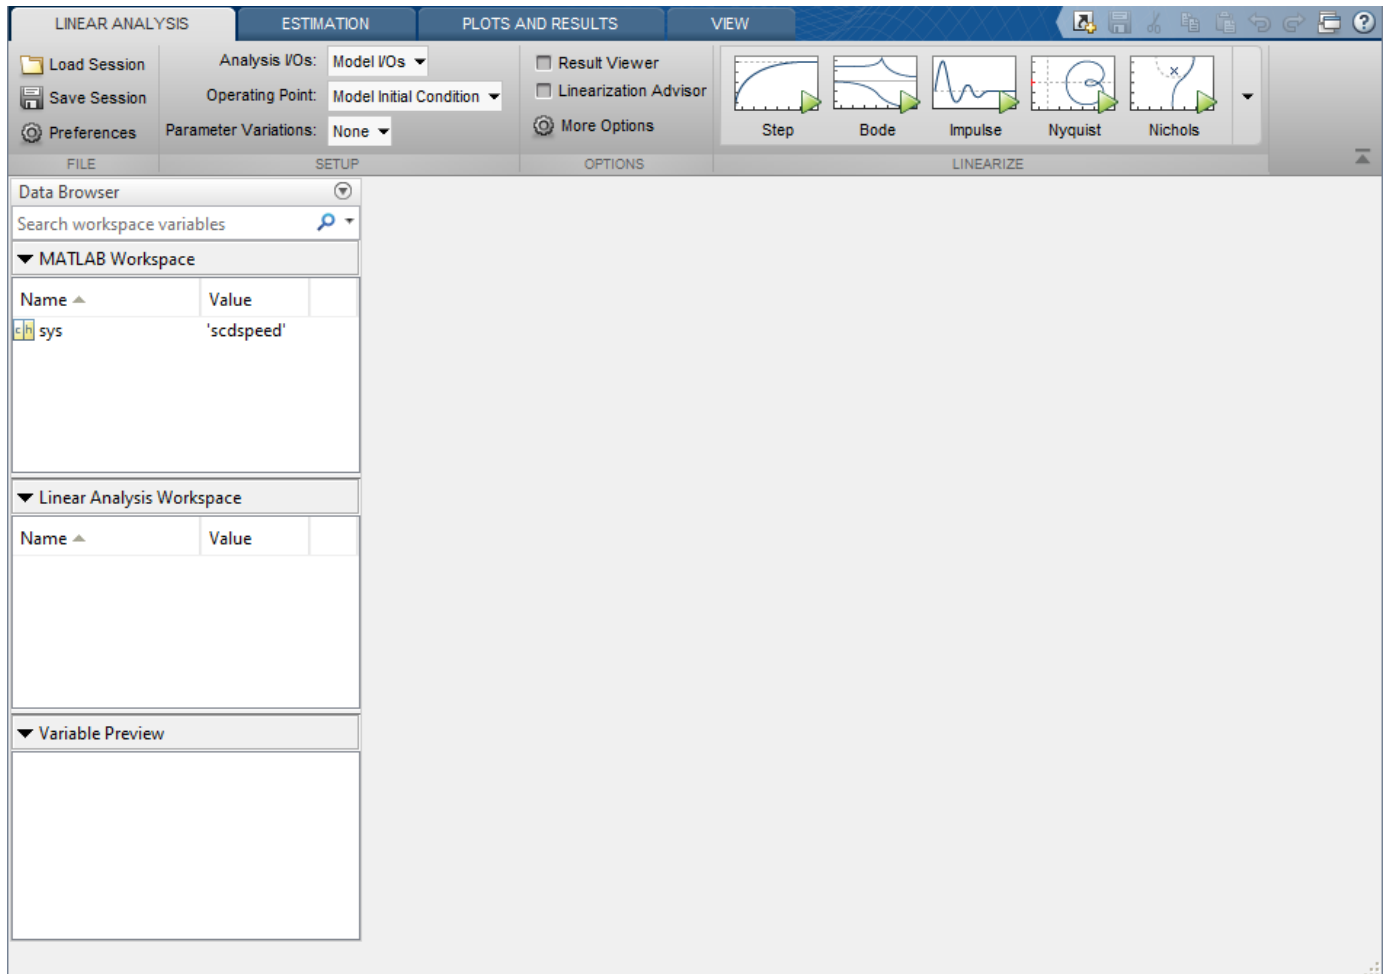 LINEAR ANALYSIS ESTIMATION PLOTS AND RESULTS VIEW
Load Session
Save Session
Preferences
FILE
Analysis I/Os: Model I/Os
Operating Point: Model Initial Condition
Parameter Variations: None
SETUP
Result Viewer
Linearization Advisor
More Options
OPTIONS
Step Bode Impulse Nyquist Nichols
LINEARIZE
Data Browser
Search workspace variables
MATLAB Workspace
Name Value
ch sys 'scdspeed'
Linear Analysis Workspace
Name Value
Variable Preview